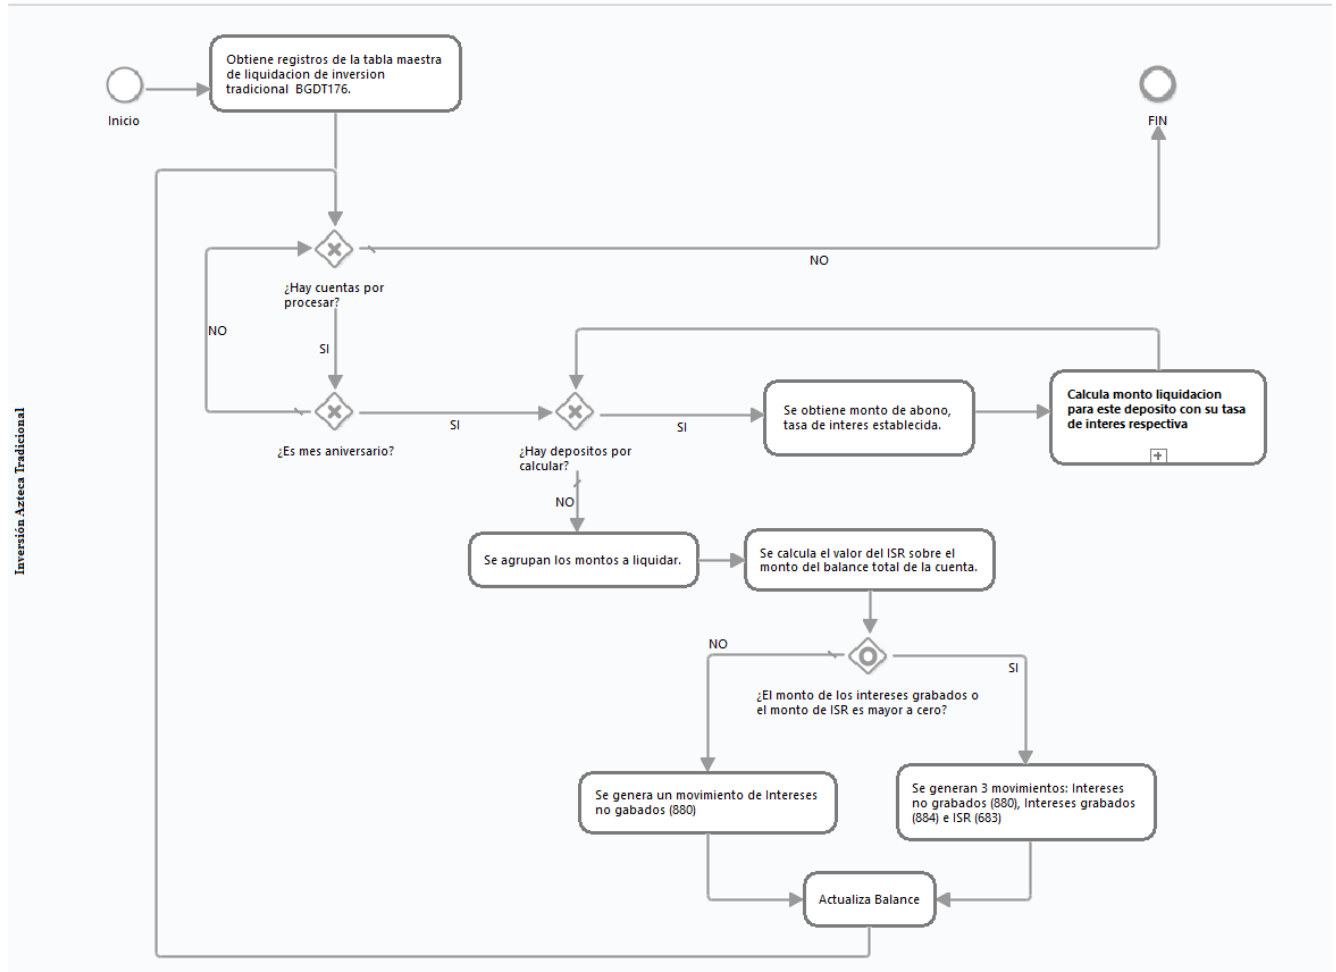 Inversión Azteca Tradicional
Obtiene registros de la tabla maestra
de liquidacion de inversion
tradicional BGDT176.
Inicio
FIN
NO
¿Hay cuentas por
procesar?
NO
SI
¿Es mes aniversario?
SI
¿Hay depositos por
calcular?
SI
Se obtiene monto de abono,
tasa de interes establecida.
Calcula monto liquidacion
para este deposito con su tasa
de interes respectiva
NO
Se agrupan los montos a liquidar.
Se calcula el valor del ISR sobre el
monto del balance total de la cuenta.
NO
SI
¿El monto de los intereses grabados o
el monto de ISR es mayor a cero?
Se genera un movimiento de Intereses
no gabados (880)
Se generan 3 movimientos: Intereses
no grabados (880), Intereses grabados
(884) e ISR (683)
Actualiza Balance